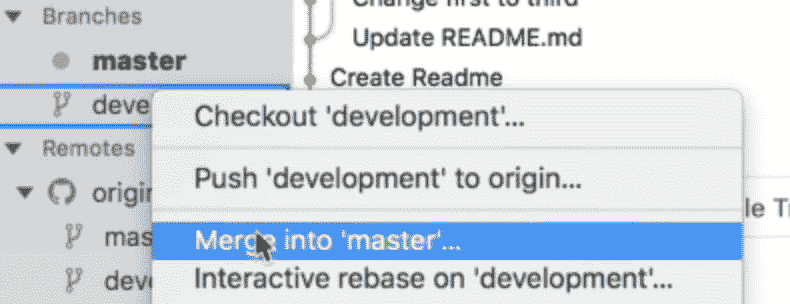 Branches
master
deve
Remotes
origin
mas
deve
Change first to third
Update README.md
Create Readme
Checkout 'development'...
Push 'development' to origin...
Merge into 'master'...
Interactive rebase on 'development'...
le Tr